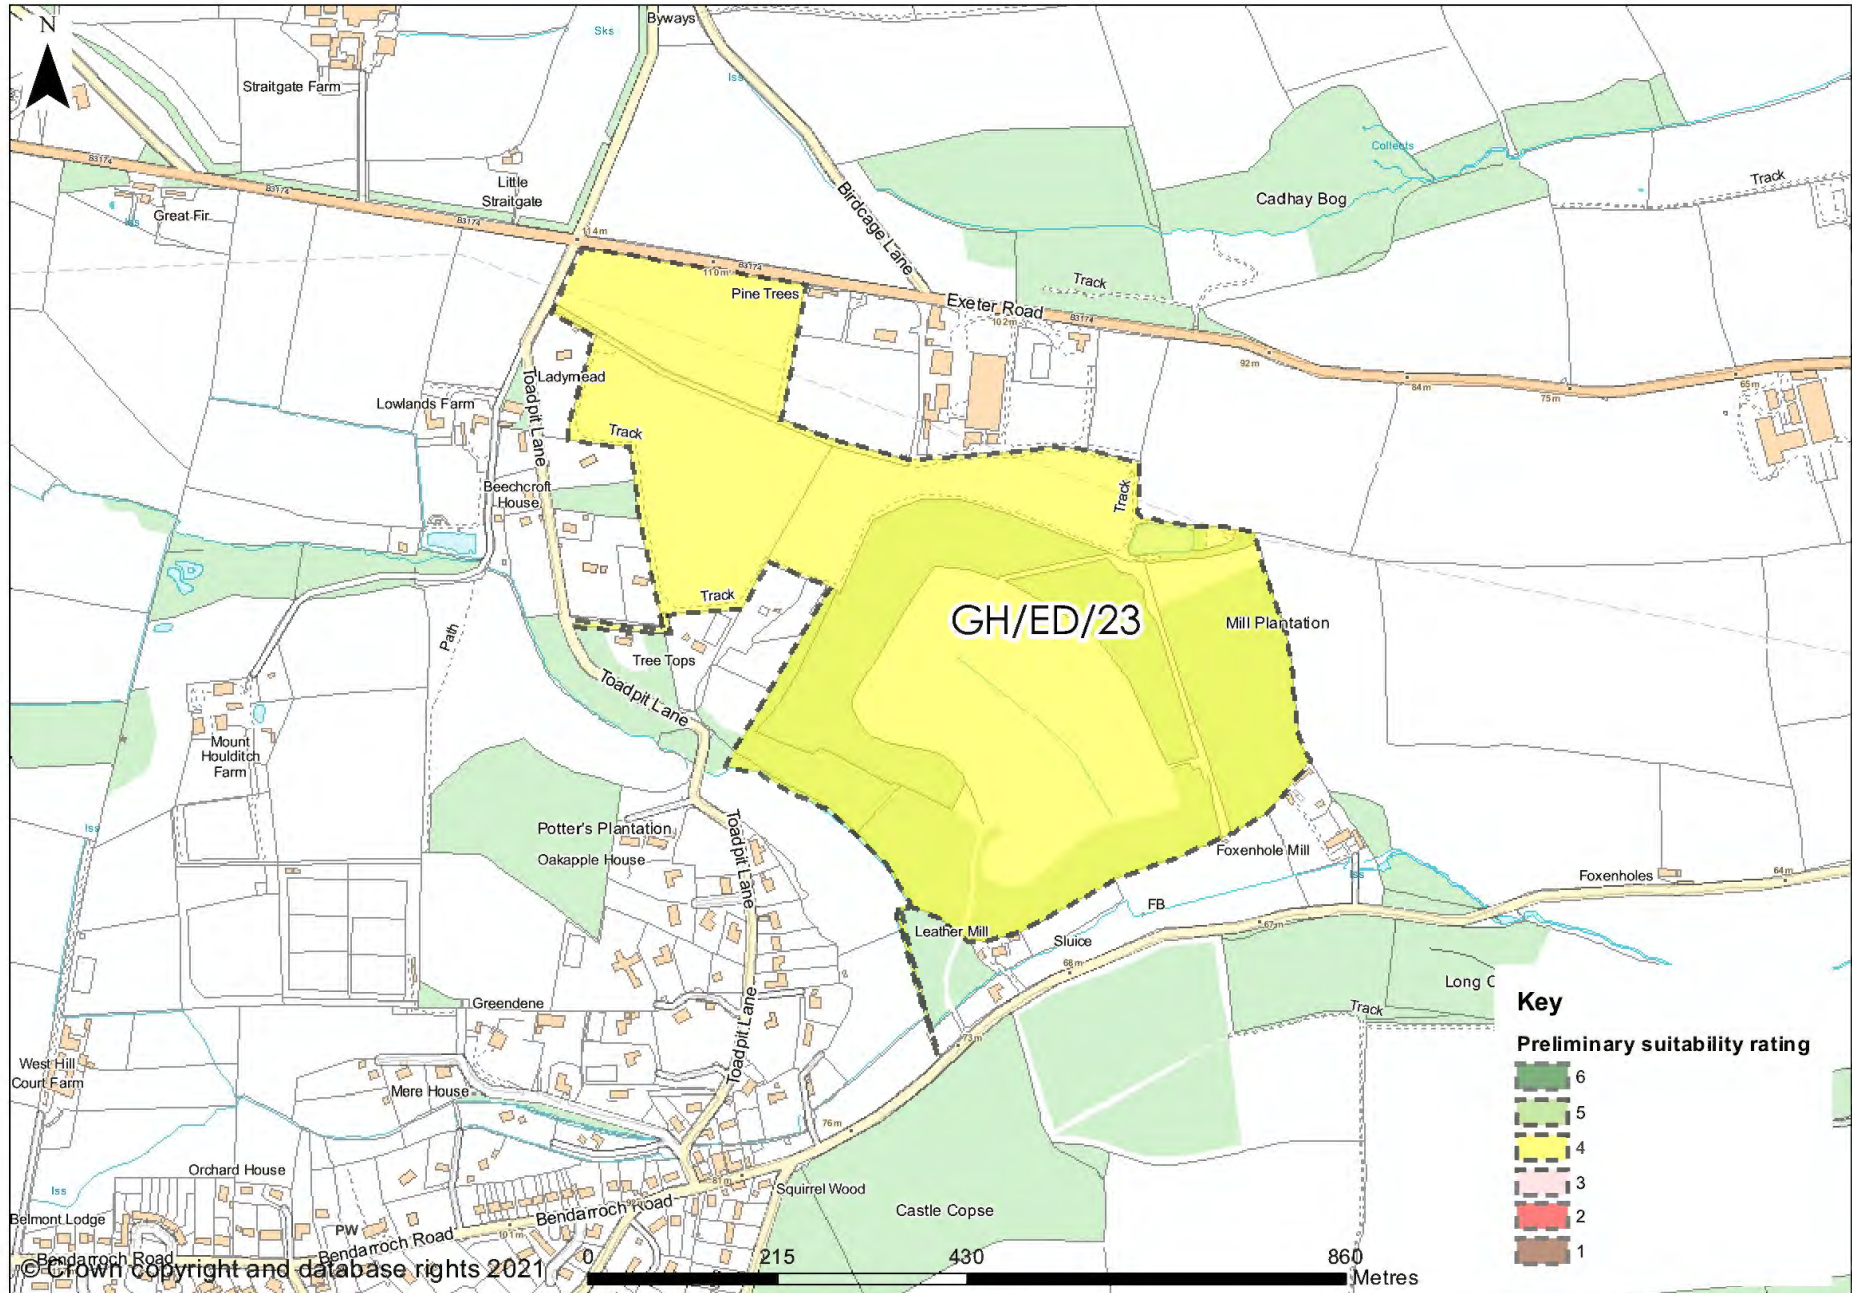 N
Byways
Sks
Iss
Straitgate Farm
Collects
B3174
Track
B3174
Little
Straitgate
Cadhay Bog
Great Fir
Iss
B3174
Birdcage Lane
114m
110m
B3174
Track
Pine Trees
Exeter Road
102m
B3174
92m
84m
75m
65m
Ladymead
Toadpit Lane
Lowlands Farm
Track
Beechcroft
House
Track
Track
GH/ED/23
Mill Plantation
Path
Tree Tops
Toadpit Lane
Mount
Houlditch
Farm
Iss
Potter's Plantation
Oakapple House
Toadpit Lane
Foxenhole Mill
Iss
Foxenholes
64m
FB
Leather Mill
Sluice
67m
68m
Long C
Track
73m
Greendene
Toadpit Lane
West Hill
Court Farm
Mere House
76m
Orchard House
Iss
81m
Squirrel Wood
92m
Bendarroch Road
Castle Copse
Belmont Lodge
PW
101m
Bendarroch Road
Bendarroch Road
© Crown copyright and database rights 2021
0 215 430 860
Metres
Key
Preliminary suitability rating
6
5
4
3
2
1